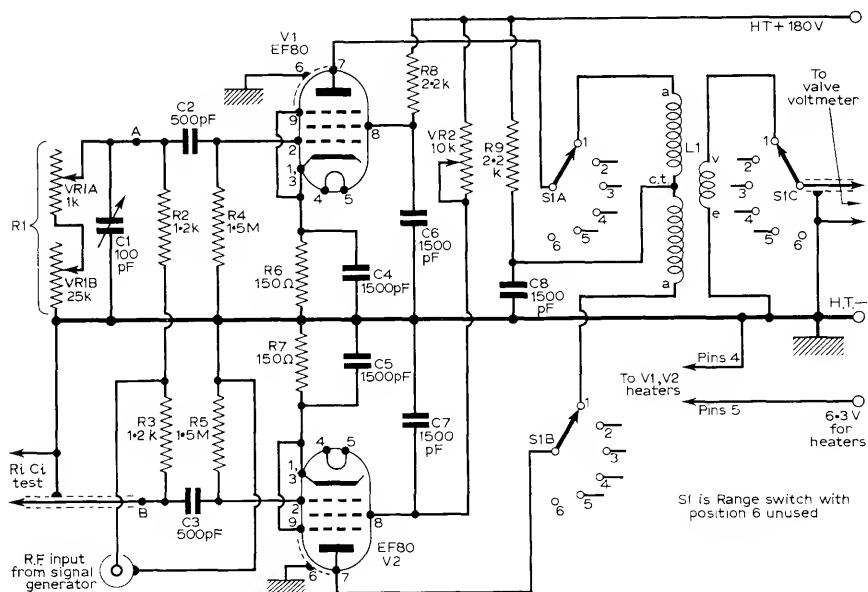 HT+180V
V1
EF80
7
6
R8
2·2k
C2
500pF
9
8
2
1,
3
4 5
A
VR1A
1k
R1
C1
100
pF
R2
1·2k
R4
1·5M
VR1B
25k
VR2
10k
R9
2·2
k
S1A
1
2
3
4
5
6
a
L1
c.t
a
v
e
1
2
3
4
5
6
S1C
To
valve
voltmeter
R6
150Ω
C4
1500pF
C6
1500
pF
C8
1500
pF
H.T.–
R7
150Ω
C5
1500pF
C7
1500
pF
Pins 4
To V1,V2
heaters
Pins 5
6·3V
for
heaters
R3
1·2k
R5
1·5M
Ri Ci
test
B
C3
500pF
4 5
1,
3
2
9
8
6
7
EF80
V2
S1B
1
2
3
4
5
6
S1 is Range switch with
position 6 unused
R.F. input
from signal
generator